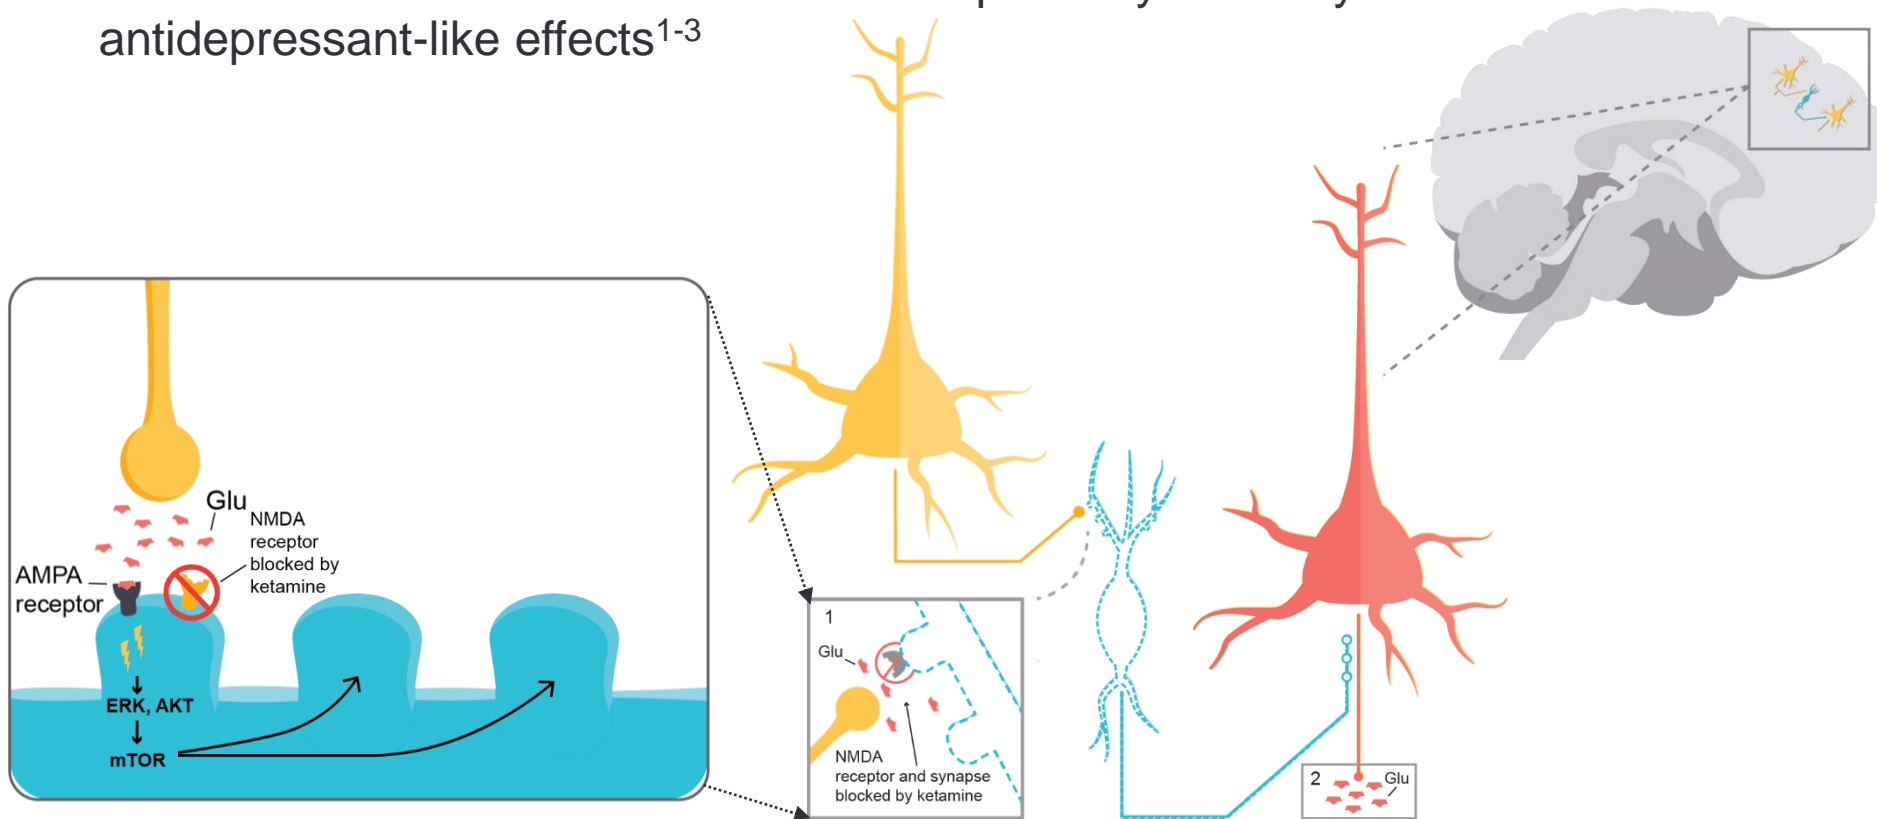 antidepressant-like effects1-3
Glu
NMDA
receptor
blocked by
ketamine
AMPA
receptor
ERK, AKT
mTOR
1
Glu
NMDA
receptor and synapse
blocked by ketamine
2
Glu